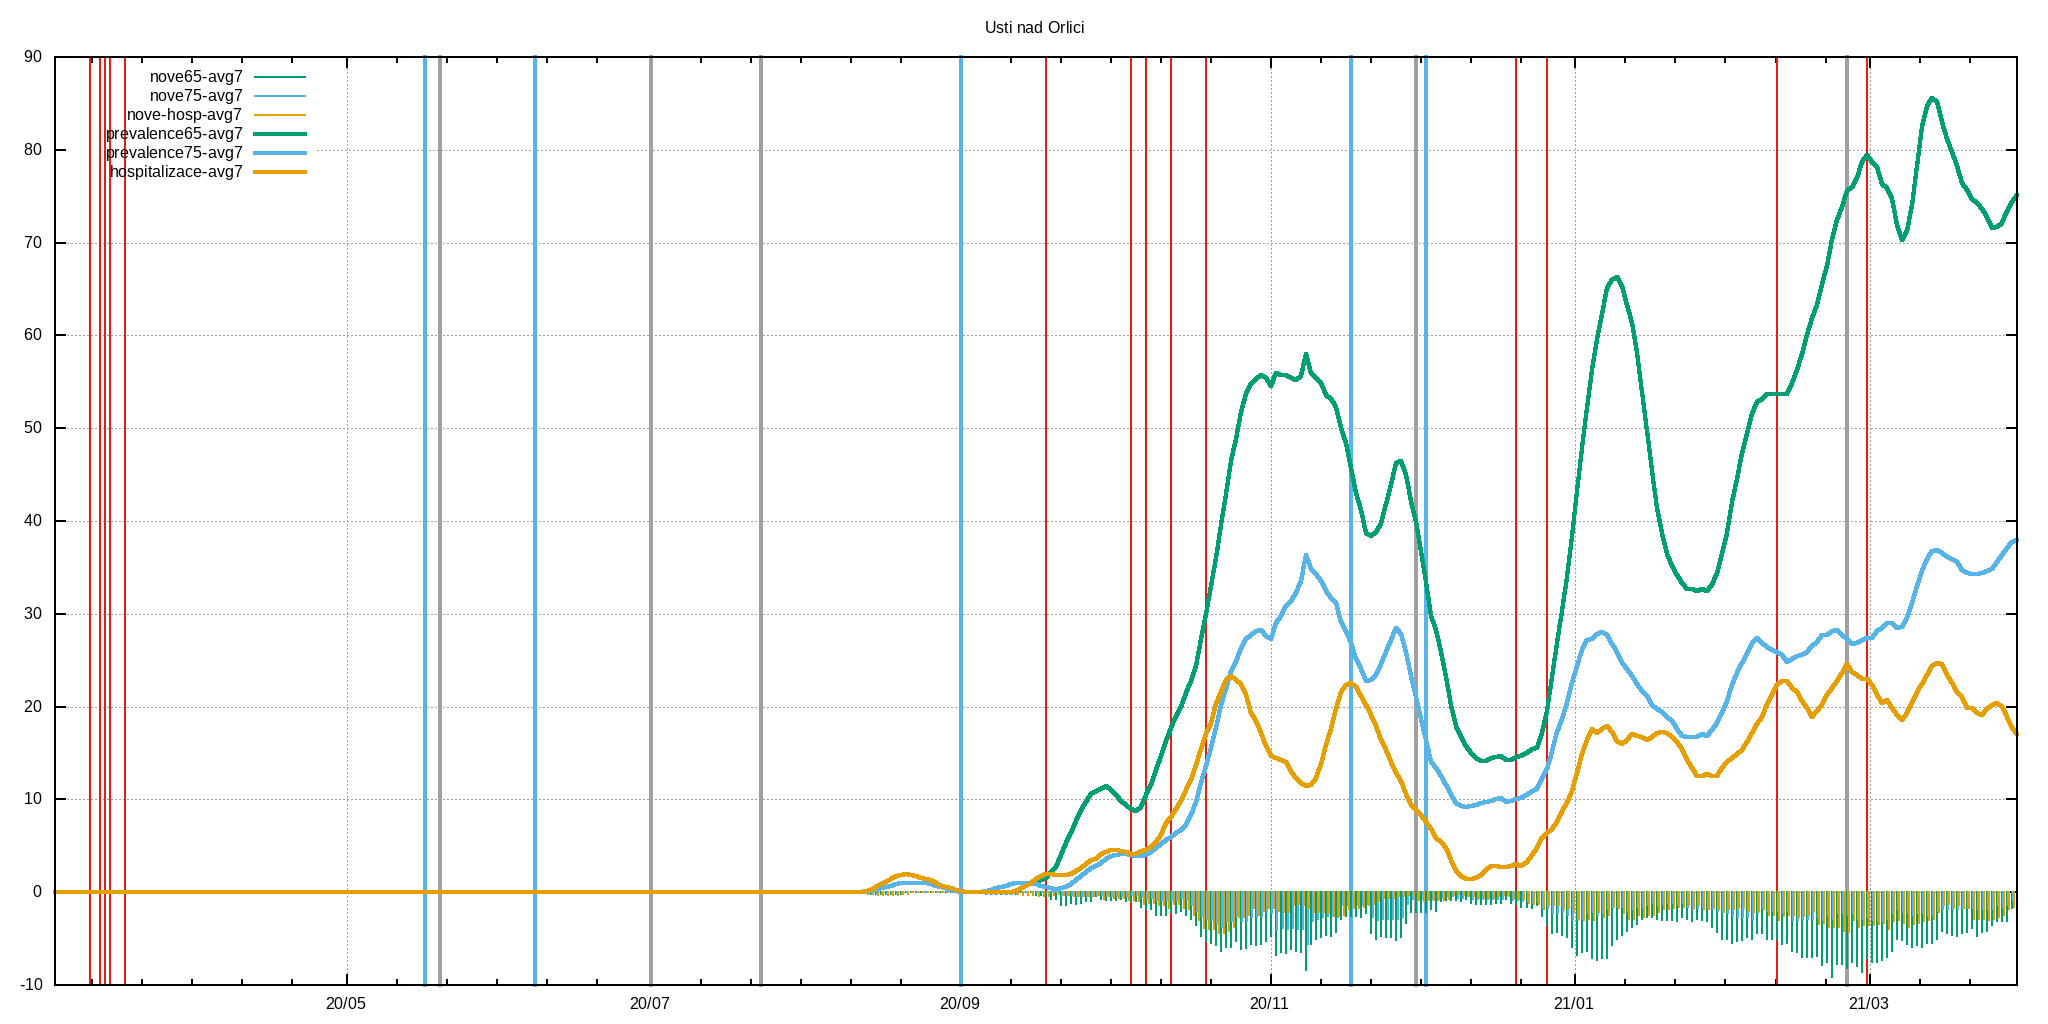 Usti nad Orlici
90
80
70
60
50
40
30
20
10
0
-10
nove65-avg7
nove75-avg7
nove-hosp-avg7
prevalence65-avg7
prevalence75-avg7
hospitalizace-avg7
20/05
20/07
20/09
20/11
21/01
21/03